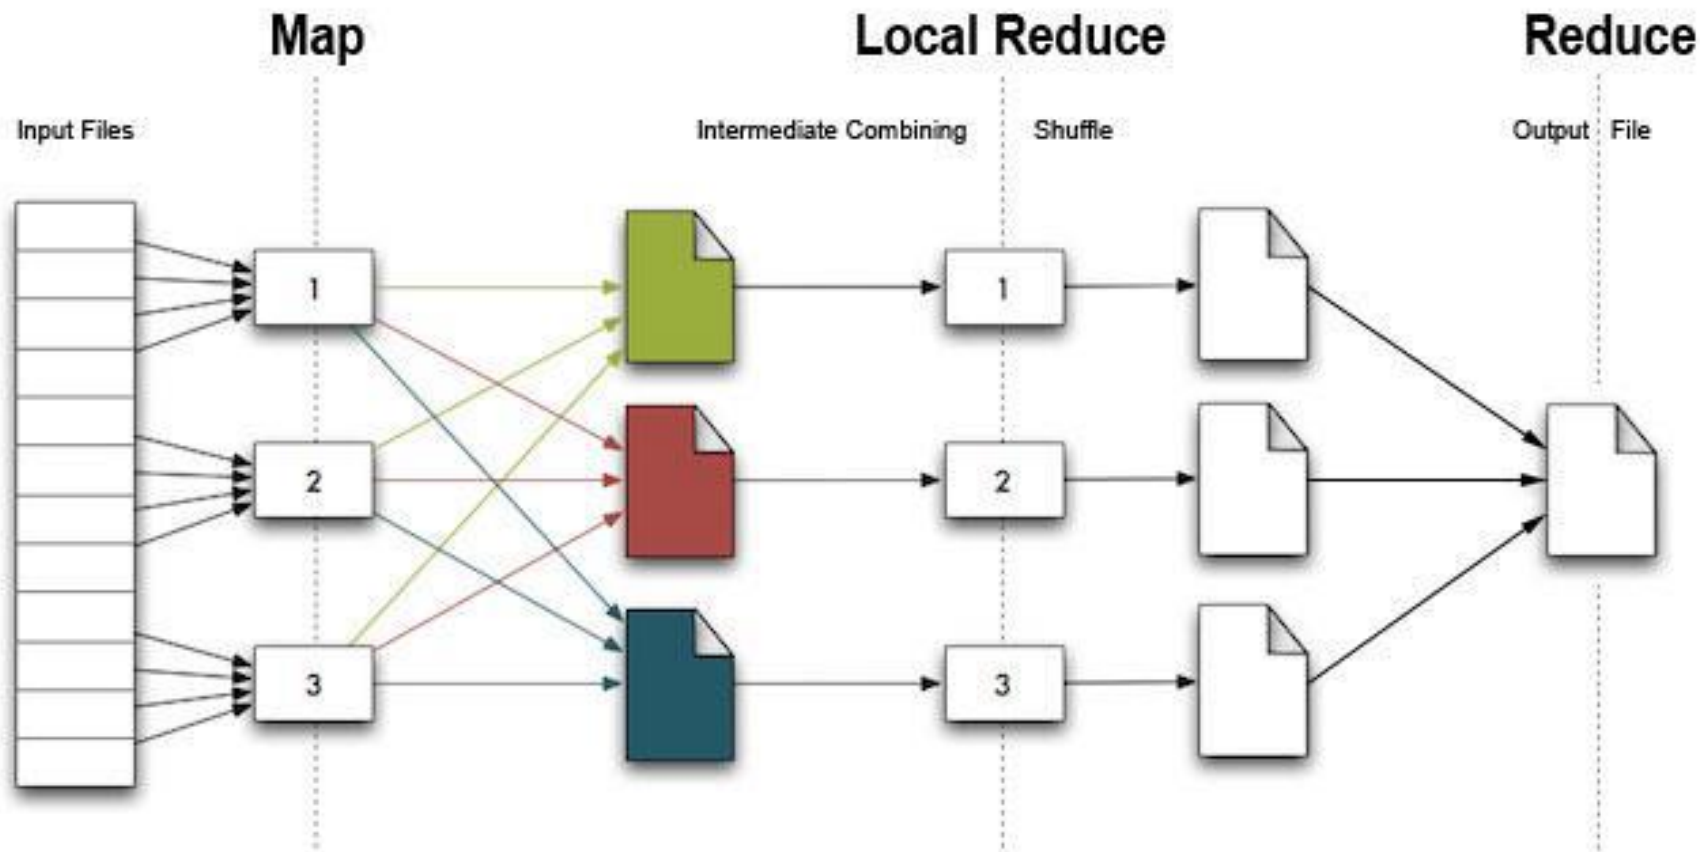 Map
Local Reduce
Reduce
Input Files
Intermediate Combining
Shuffle
Output File
1
1
2
2
3
3